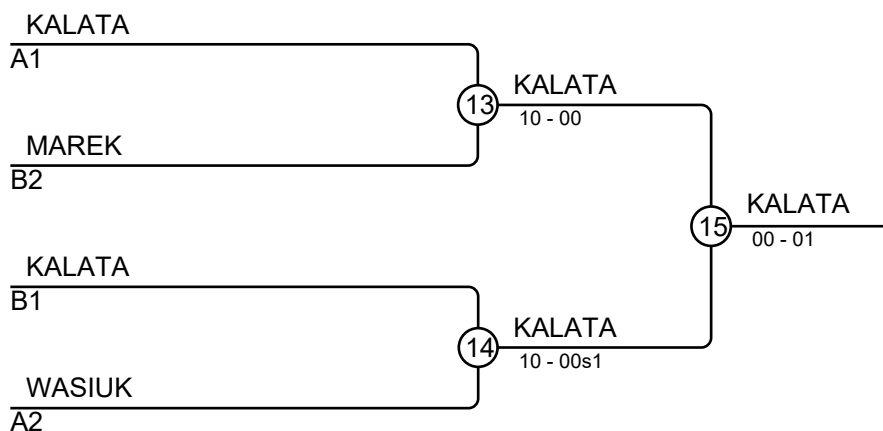 KALATA
A1
13
KALATA
10 - 00
MAREK
B2
15
KALATA
00 - 01
KALATA
B1
14
KALATA
10 - 00s1
WASIUK
A2